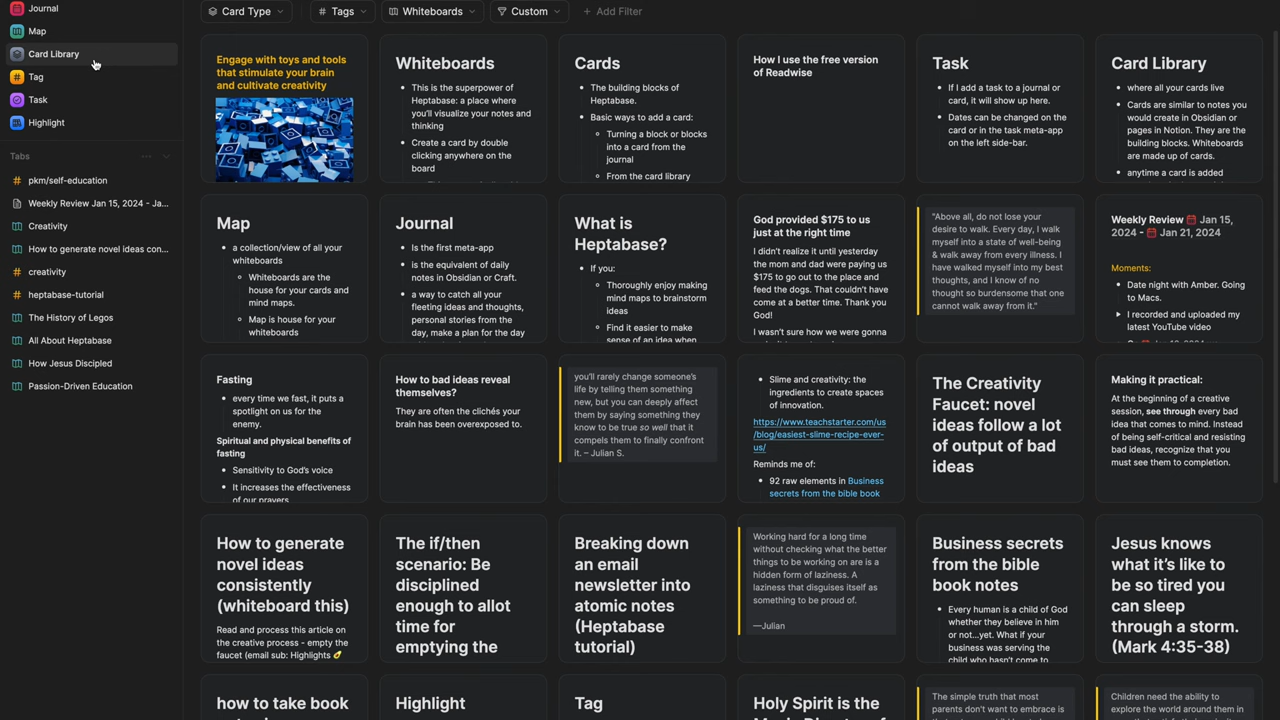 Journal
Map
Card Library
Tag
Task
Highlight
Tabs
pkm/self-education
Weekly Review Jan 15, 2024 - Ja...
Creativity
How to generate novel ideas con...
creativity
heptabase-tutorial
The History of Legos
All About Heptabase
How Jesus Discipled
Passion-Driven Education
Card Type
# Tags
Whiteboards
Custom
+ Add Filter
Engage with toys and tools
that stimulate your brain
and cultivate creativity
Whiteboards
• This is the superpower of
Heptabase: a place where
you'll visualize your notes and
thinking
• Create a card by double
clicking anywhere on the
board
Cards
• The building blocks of
Heptabase.
• Basic ways to add a card:
Turning a block or blocks
into a card from the
journal
From the card library
How I use the free version
of Readwise
Task
• If I add a task to a journal or
card, it will show up here.
• Dates can be changed on the
card or in the task meta-app
on the left side-bar.
Card Library
• where all your cards live
• Cards are similar to notes you
would create in Obsidian or
pages in Notion. They are the
building blocks. Whiteboards
are made up of cards.
• anytime a card is added
Map
• a collection/view of all your
whiteboards
Whiteboards are the
house for your cards and
mind maps.
Map is house for your
whiteboards
Journal
• Is the first meta-app
• is the equivalent of daily
notes in Obsidian or Craft.
• a way to catch all your
fleeting ideas and thoughts,
personal stories from the
day, make a plan for the day
What is
Heptabase?
• If you:
Thoroughly enjoy making
mind maps to brainstorm
ideas
Find it easier to make
sense of an idea when
God provided $175 to us
just at the right time
I didn't realize it until yesterday
the mom and dad were paying us
$175 to go out to the place and
feed the dogs. That couldn't have
come at a better time. Thank you
God!
I wasn't sure how we were gonna
"Above all, do not lose your
desire to walk. Every day, I walk
myself into a state of well-being
& walk away from every illness. I
have walked myself into my best
thoughts, and I know of no
thought so burdensome that one
cannot walk away from it."
Weekly Review 📅 Jan 15,
2024 - 📅 Jan 21, 2024
Moments:
• Date night with Amber. Going
to Macs.
I recorded and uploaded my
latest YouTube video
Fasting
• every time we fast, it puts a
spotlight on us for the
enemy.
Spiritual and physical benefits of
fasting
• Sensitivity to God's voice
• It increases the effectiveness
of our prayers
How to bad ideas reveal
themselves?
They are often the clichés your
brain has been overexposed to.
you'll rarely change someone's
life by telling them something
new, but you can deeply affect
them by saying something they
know to be true so well that it
compels them to finally confront
it. – Julian S.
• Slime and creativity: the
ingredients to create spaces
of innovation.
https://www.teachstarter.com/us
/blog/easiest-slime-recipe-ever-
us/
Reminds me of:
• 92 raw elements in Business
secrets from the bible book
The Creativity
Faucet: novel
ideas follow a lot
of output of bad
ideas
Making it practical:
At the beginning of a creative
session, see through every bad
idea that comes to mind. Instead
of being self-critical and resisting
bad ideas, recognize that you
must see them to completion.
How to generate
novel ideas
consistently
(whiteboard this)
Read and process this article on
the creative process - empty the
faucet (email sub: Highlights
The if/then
scenario: Be
disciplined
enough to allot
time for
emptying the
Breaking down
an email
newsletter into
atomic notes
(Heptabase
tutorial)
Working hard for a long time
without checking what the better
things to be working on are is a
hidden form of laziness. A
laziness that disguises itself as
something to be proud of.
—Julian
Business secrets
from the bible
book notes
• Every human is a child of God
whether they believe in him
or not...yet. What if your
business was serving the
child who hasn't come to
Jesus knows
what it's like to
be so tired you
can sleep
through a storm.
(Mark 4:35-38)
how to take book
Highlight
Tag
Holy Spirit is the
The simple truth that most
parents don't want to embrace is
Children need the ability to
explore the world around them in